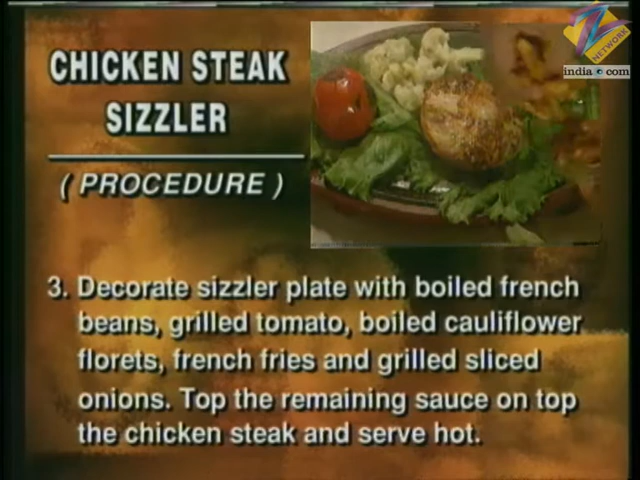 CHICKEN STEAK
SIZZLER
( PROCEDURE )
Z NETWORK
india.com
3. Decorate sizzler plate with boiled french
beans, grilled tomato, boiled cauliflower
florets, french fries and grilled sliced
onions. Top the remaining sauce on top
the chicken steak and serve hot.